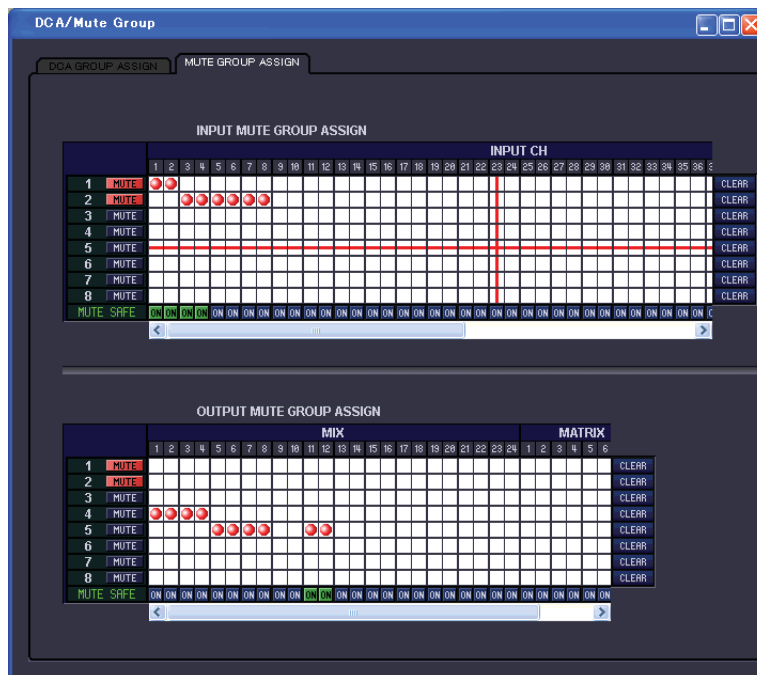 DCA/Mute Group
DCA GROUP ASSIGN MUTE GROUP ASSIGN
INPUT MUTE GROUP ASSIGN
INPUT CH
1 2 3 4 5 6 7 8 9 10 11 12 13 14 15 16 17 18 19 20 21 22 23 24 25 26 27 28 29 30 31 32 33 34 35 36
1 MUTE CLEAR
2 MUTE CLEAR
3 MUTE CLEAR
4 MUTE CLEAR
5 MUTE CLEAR
6 MUTE CLEAR
7 MUTE CLEAR
8 MUTE CLEAR
MUTE SAFE ON ON ON ON ON ON ON ON ON ON ON ON ON ON ON ON ON ON ON ON ON ON ON ON ON ON ON ON ON ON ON ON ON ON ON ON
OUTPUT MUTE GROUP ASSIGN
MIX MATRIX
1 2 3 4 5 6 7 8 9 10 11 12 13 14 15 16 17 18 19 20 21 22 23 24 1 2 3 4 5 6
1 MUTE CLEAR
2 MUTE CLEAR
3 MUTE CLEAR
4 MUTE CLEAR
5 MUTE CLEAR
6 MUTE CLEAR
7 MUTE CLEAR
8 MUTE CLEAR
MUTE SAFE ON ON ON ON ON ON ON ON ON ON ON ON ON ON ON ON ON ON ON ON ON ON ON ON ON ON ON ON ON ON